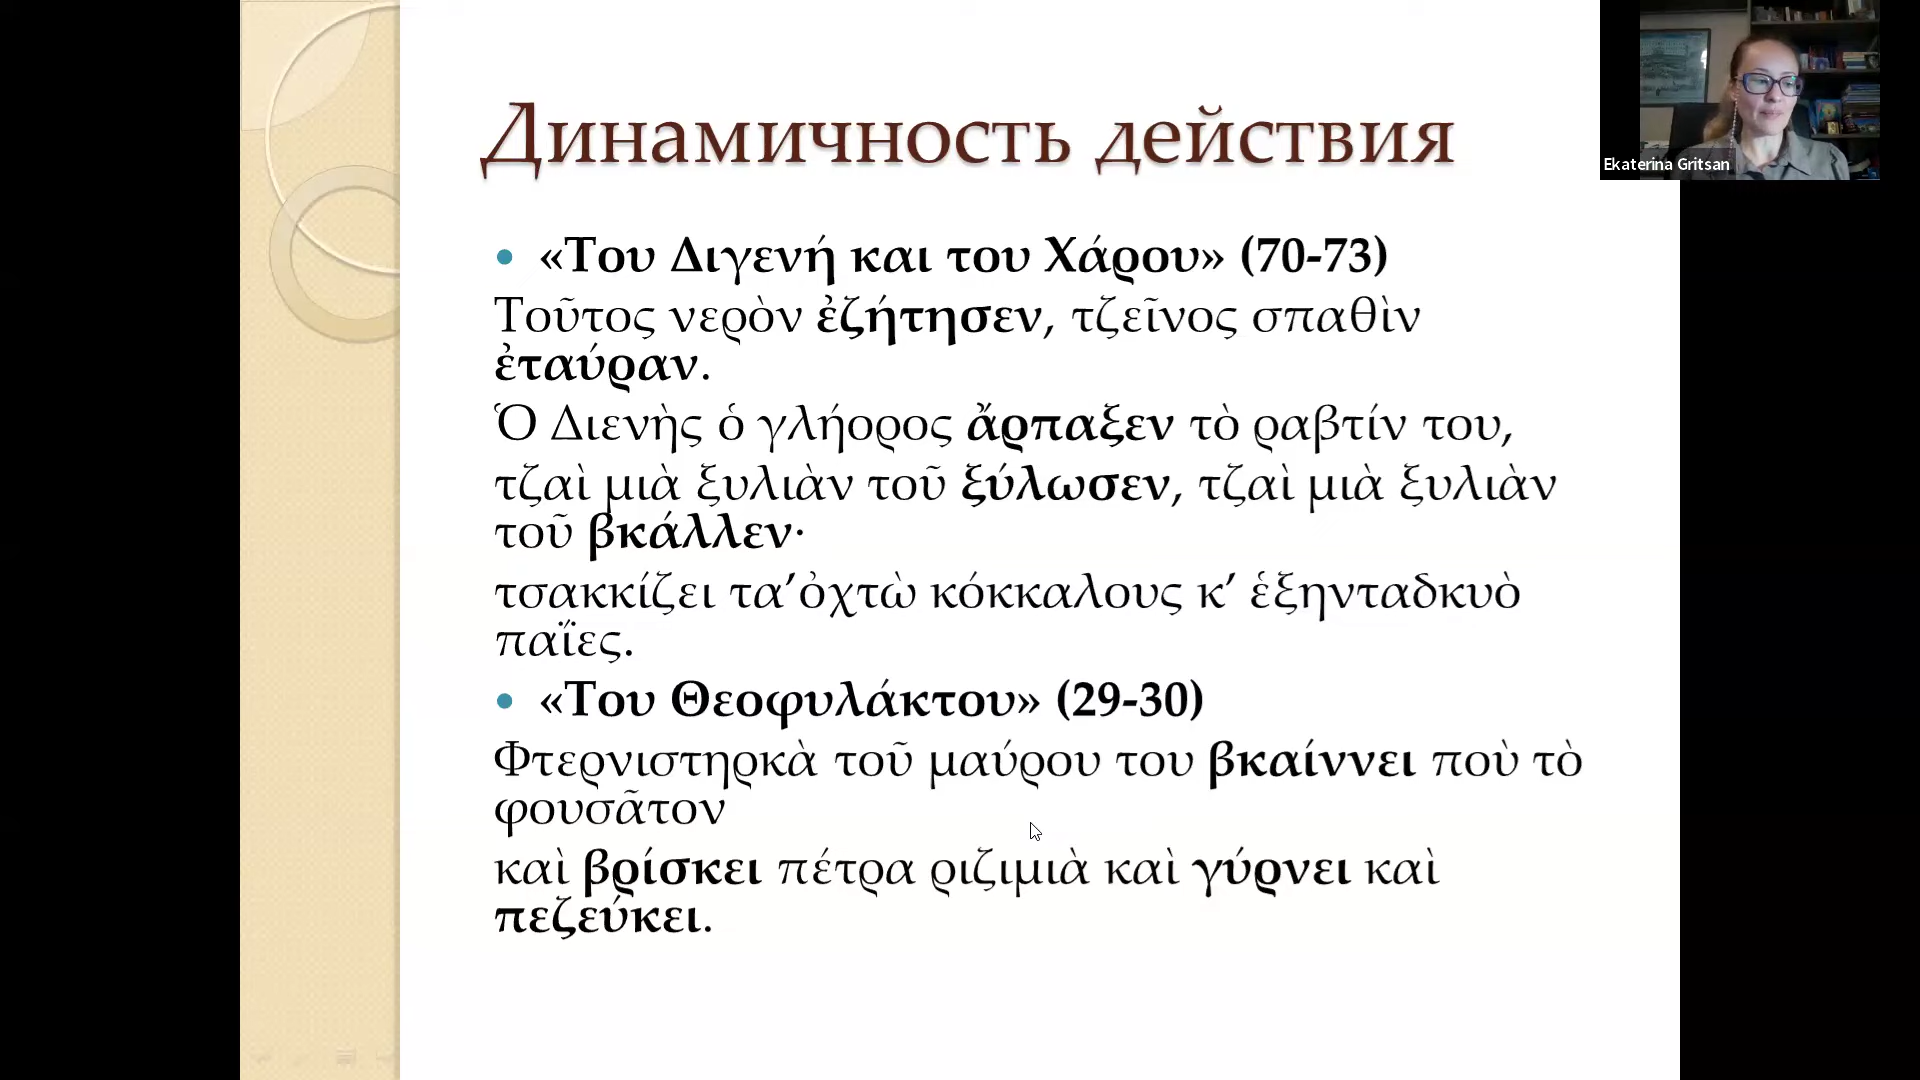 Динамичность действия
Ekaterina Gritsan
• «Του Διγενή και του Χάρου» (70-73)
Τοῦτος νερὸν ἐζήτησεν, τζεῖνος σπαθὶν
ἐταύραν.
Ὁ Διενὴς ὁ γλήορος ἄρπαξεν τὸ ραβτίν του,
τζαὶ μιὰ ξυλιὰν τοῦ ξύλωσεν, τζαὶ μιὰ ξυλιὰν
τοῦ βκάλλεν·
τσακκίζει τα’ὀχτὼ κόκκαλους κ’ ἑξηνταδκυὸ
παΐες.
• «Του Θεοφυλάκτου» (29-30)
Φτερνιστηρκὰ τοῦ μαύρου του βκαίννει ποὺ τὸ
φουσᾶτον
καὶ βρίσκει πέτρα ριζιμιὰ καὶ γύρνει καὶ
πεζεύκει.